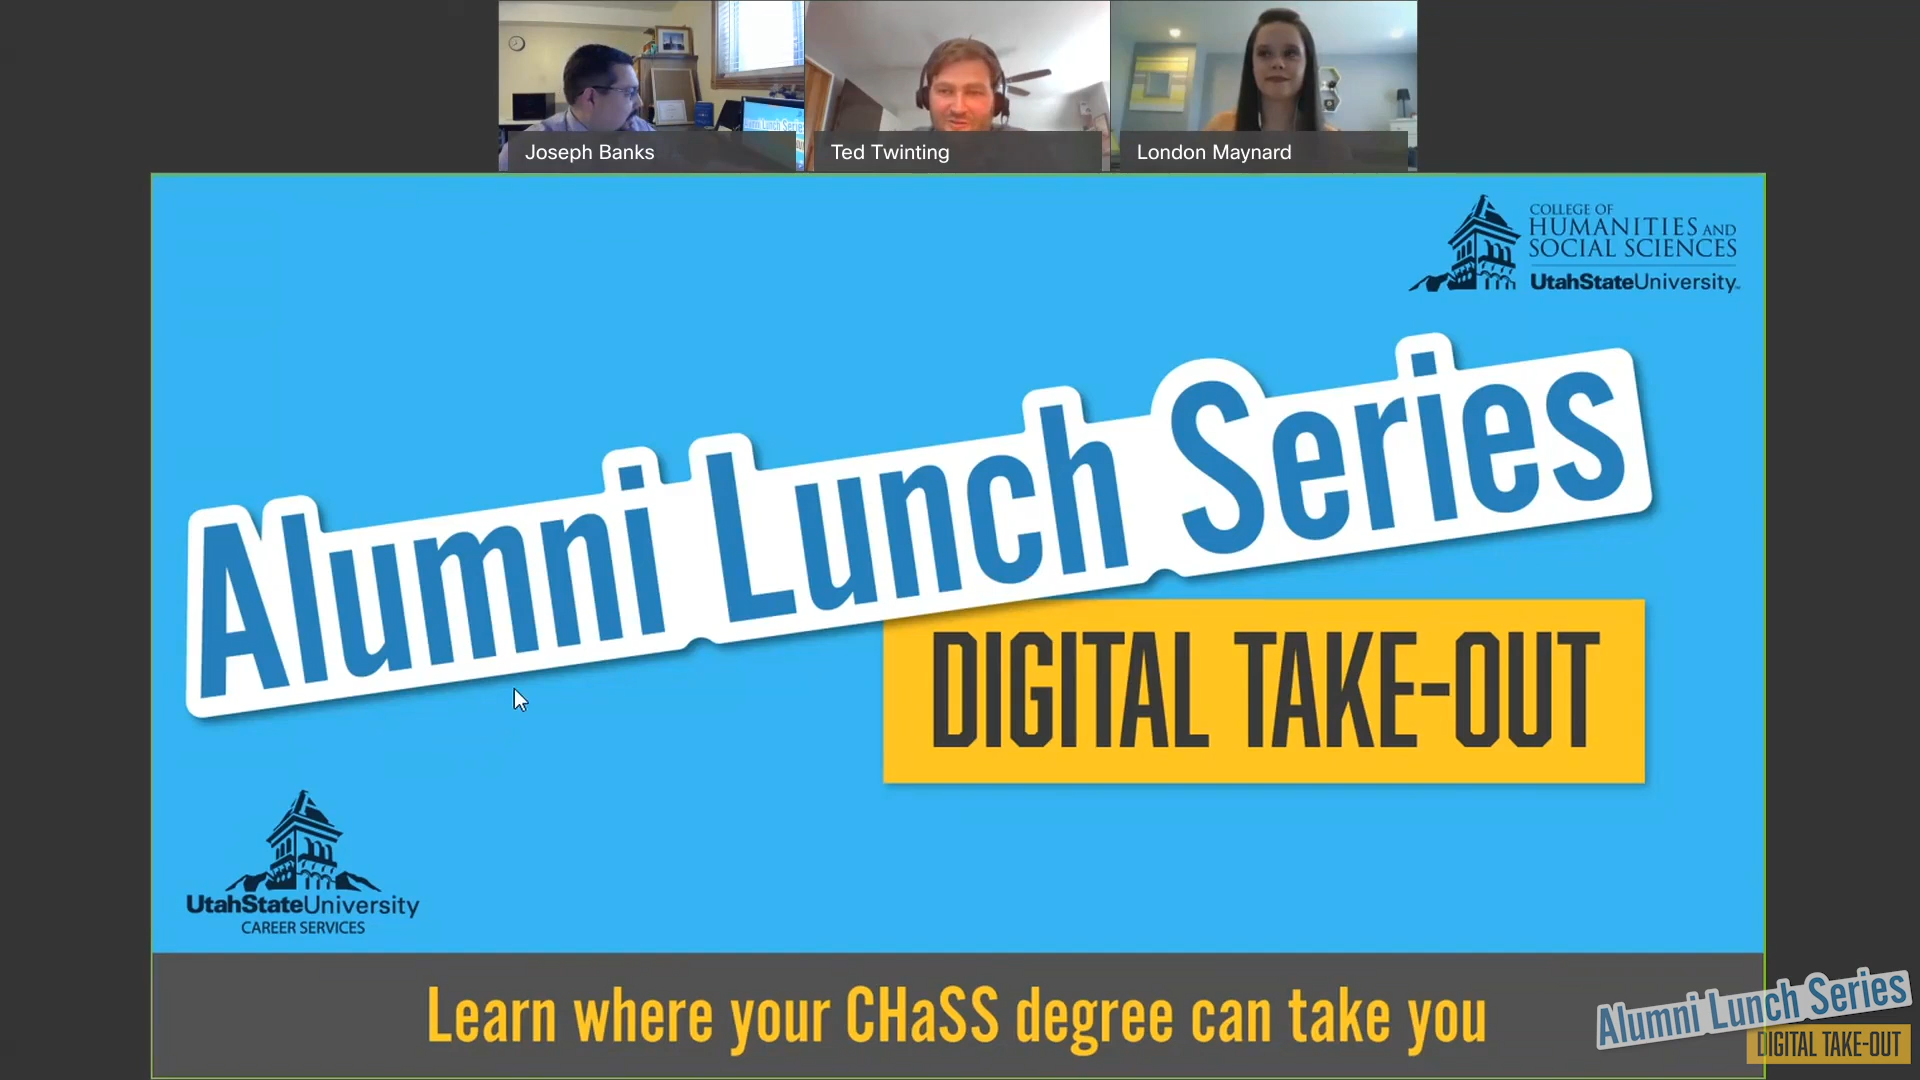 Joseph Banks
Ted Twinting
London Maynard
COLLEGE OF
HUMANITIES AND
SOCIAL SCIENCES
UtahStateUniversity
Alumni Lunch Series
DIGITAL TAKE-OUT
UtahStateUniversity
CAREER SERVICES
Learn where your CHaSS degree can take you
Alumni Lunch Series
DIGITAL TAKE-OUT